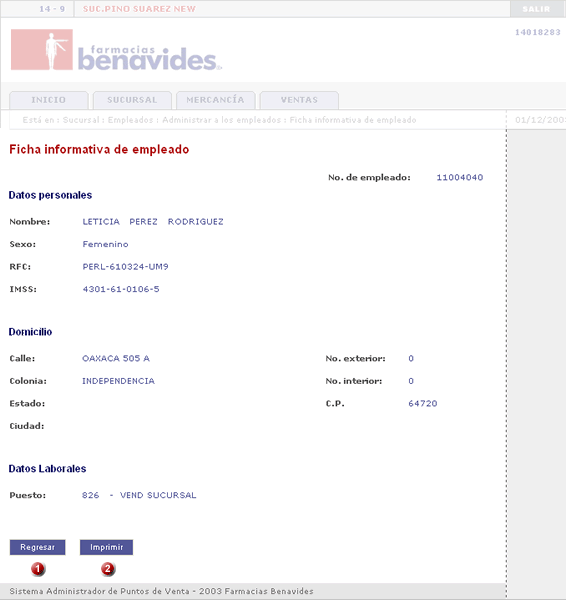 14 - 9 SUC.PINO SUAREZ NEW SALIR
14018283
farmacias
benavides
INICIO SUCURSAL MERCANCÍA VENTAS
Está en : Sucursal : Empleados : Administrar a los empleados : Ficha informativa de empleado 01/12/200
Ficha informativa de empleado
No. de empleado: 11004040
Datos personales
Nombre: LETICIA PEREZ RODRIGUEZ
Sexo: Femenino
RFC: PERL-610324-UM9
IMSS: 4301-61-0106-5
Domicilio
Calle: OAXACA 505 A No. exterior: 0
Colonia: INDEPENDENCIA No. interior: 0
Estado: C.P. 64720
Ciudad:
Datos Laborales
Puesto: 826 - VEND SUCURSAL
Regresar Imprimir
1 2
Sistema Administrador de Puntos de Venta - 2003 Farmacias Benavides